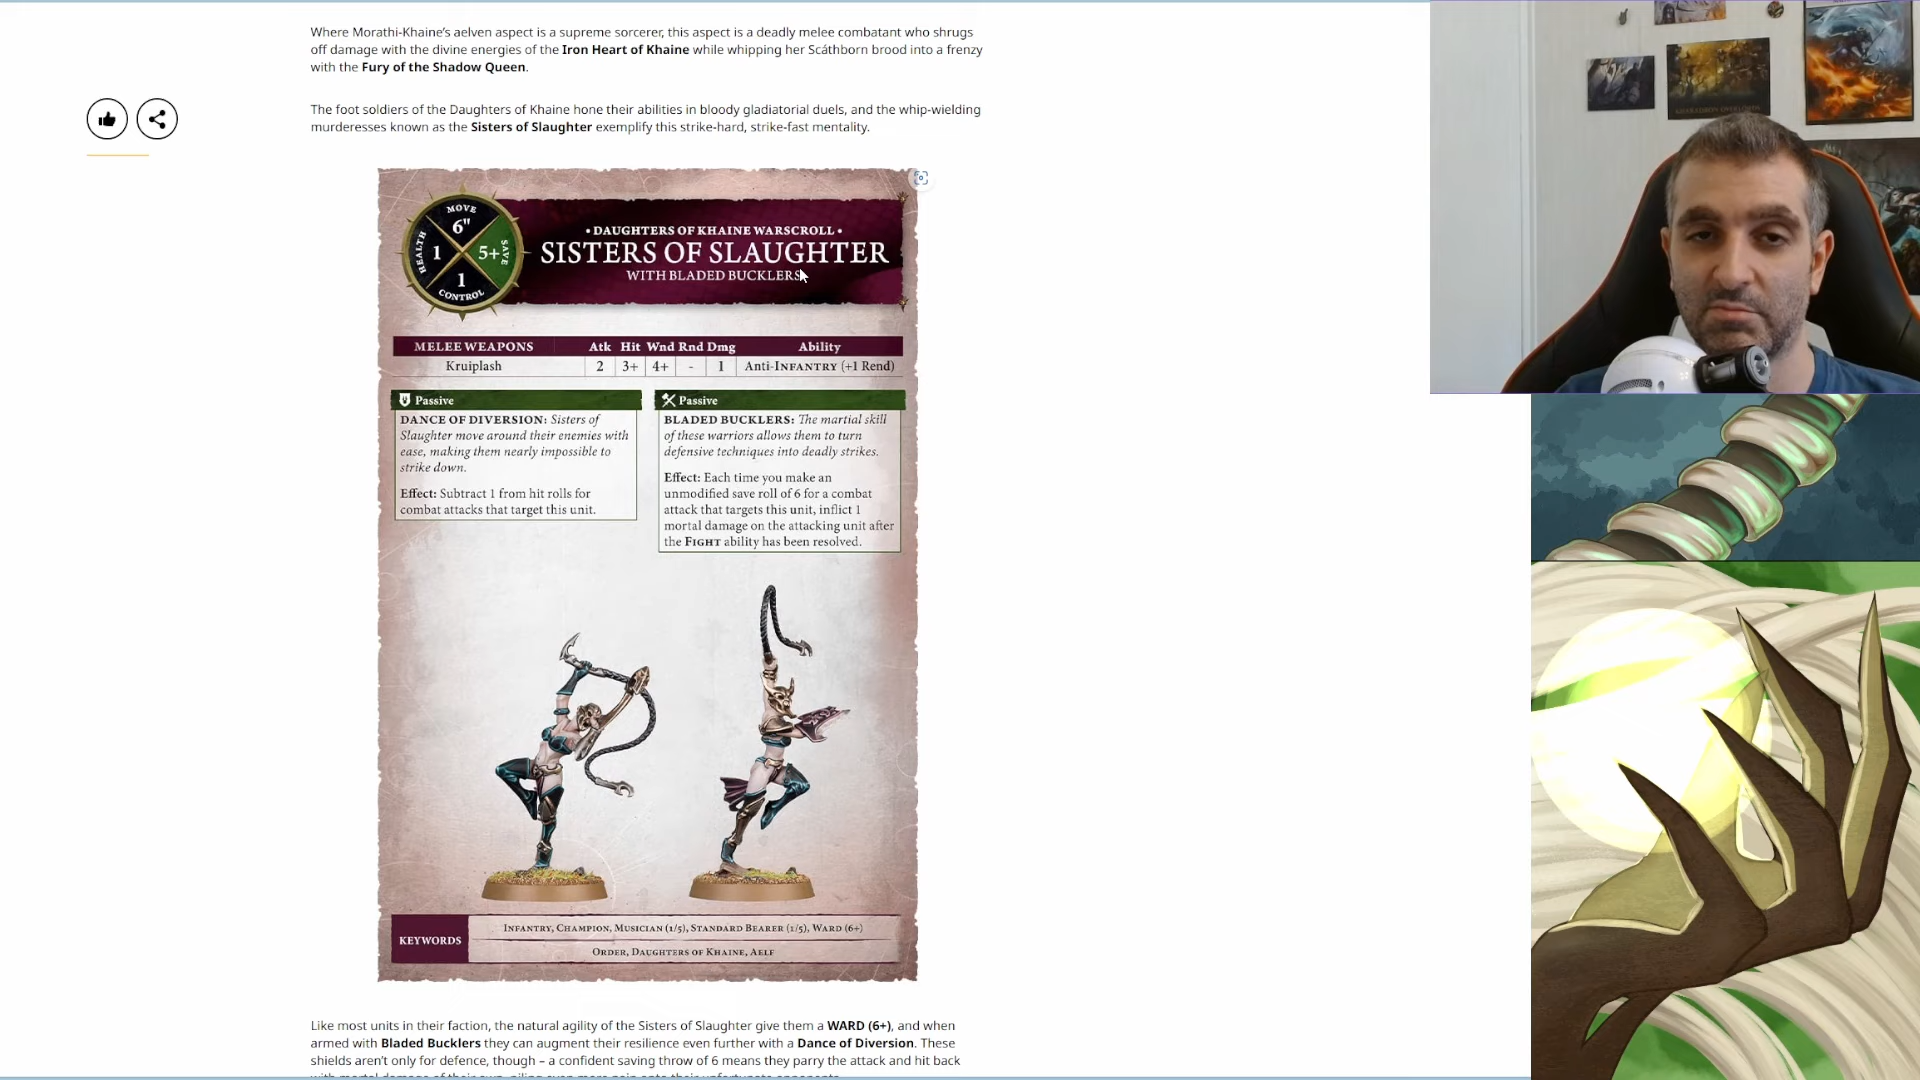 Where Morathi-Khaine's aelven aspect is a supreme sorcerer, this aspect is a deadly melee combatant who shrugs
off damage with the divine energies of the Iron Heart of Khaine while whipping her Scáthborn brood into a frenzy
with the Fury of the Shadow Queen.
The foot soldiers of the Daughters of Khaine hone their abilities in bloody gladiatorial duels, and the whip-wielding
murderesses known as the Sisters of Slaughter exemplify this strike-hard, strike-fast mentality.
MOVE
6"
HEALTH
1
5+
SAVE
1
CONTROL
• DAUGHTERS OF KHAINE WARSCROLL •
SISTERS OF SLAUGHTER
WITH BLADED BUCKLERS
MELEE WEAPONS Atk Hit Wnd Rnd Dmg Ability
Kruiplash 2 3+ 4+ - 1 Anti-INFANTRY (+1 Rend)
Passive
DANCE OF DIVERSION: Sisters of
Slaughter move around their enemies with
ease, making them nearly impossible to
strike down.
Effect: Subtract 1 from hit rolls for
combat attacks that target this unit.
Passive
BLADED BUCKLERS: The martial skill
of these warriors allows them to turn
defensive techniques into deadly strikes.
Effect: Each time you make an
unmodified save roll of 6 for a combat
attack that targets this unit, inflict 1
mortal damage on the attacking unit after
the FIGHT ability has been resolved.
KEYWORDS
INFANTRY, CHAMPION, MUSICIAN (1/5), STANDARD BEARER (1/5), WARD (6+)
ORDER, DAUGHTERS OF KHAINE, AELF
Like most units in their faction, the natural agility of the Sisters of Slaughter give them a WARD (6+), and when
armed with Bladed Bucklers they can augment their resilience even further with a Dance of Diversion. These
shields aren't only for defence, though – a confident saving throw of 6 means they parry the attack and hit back